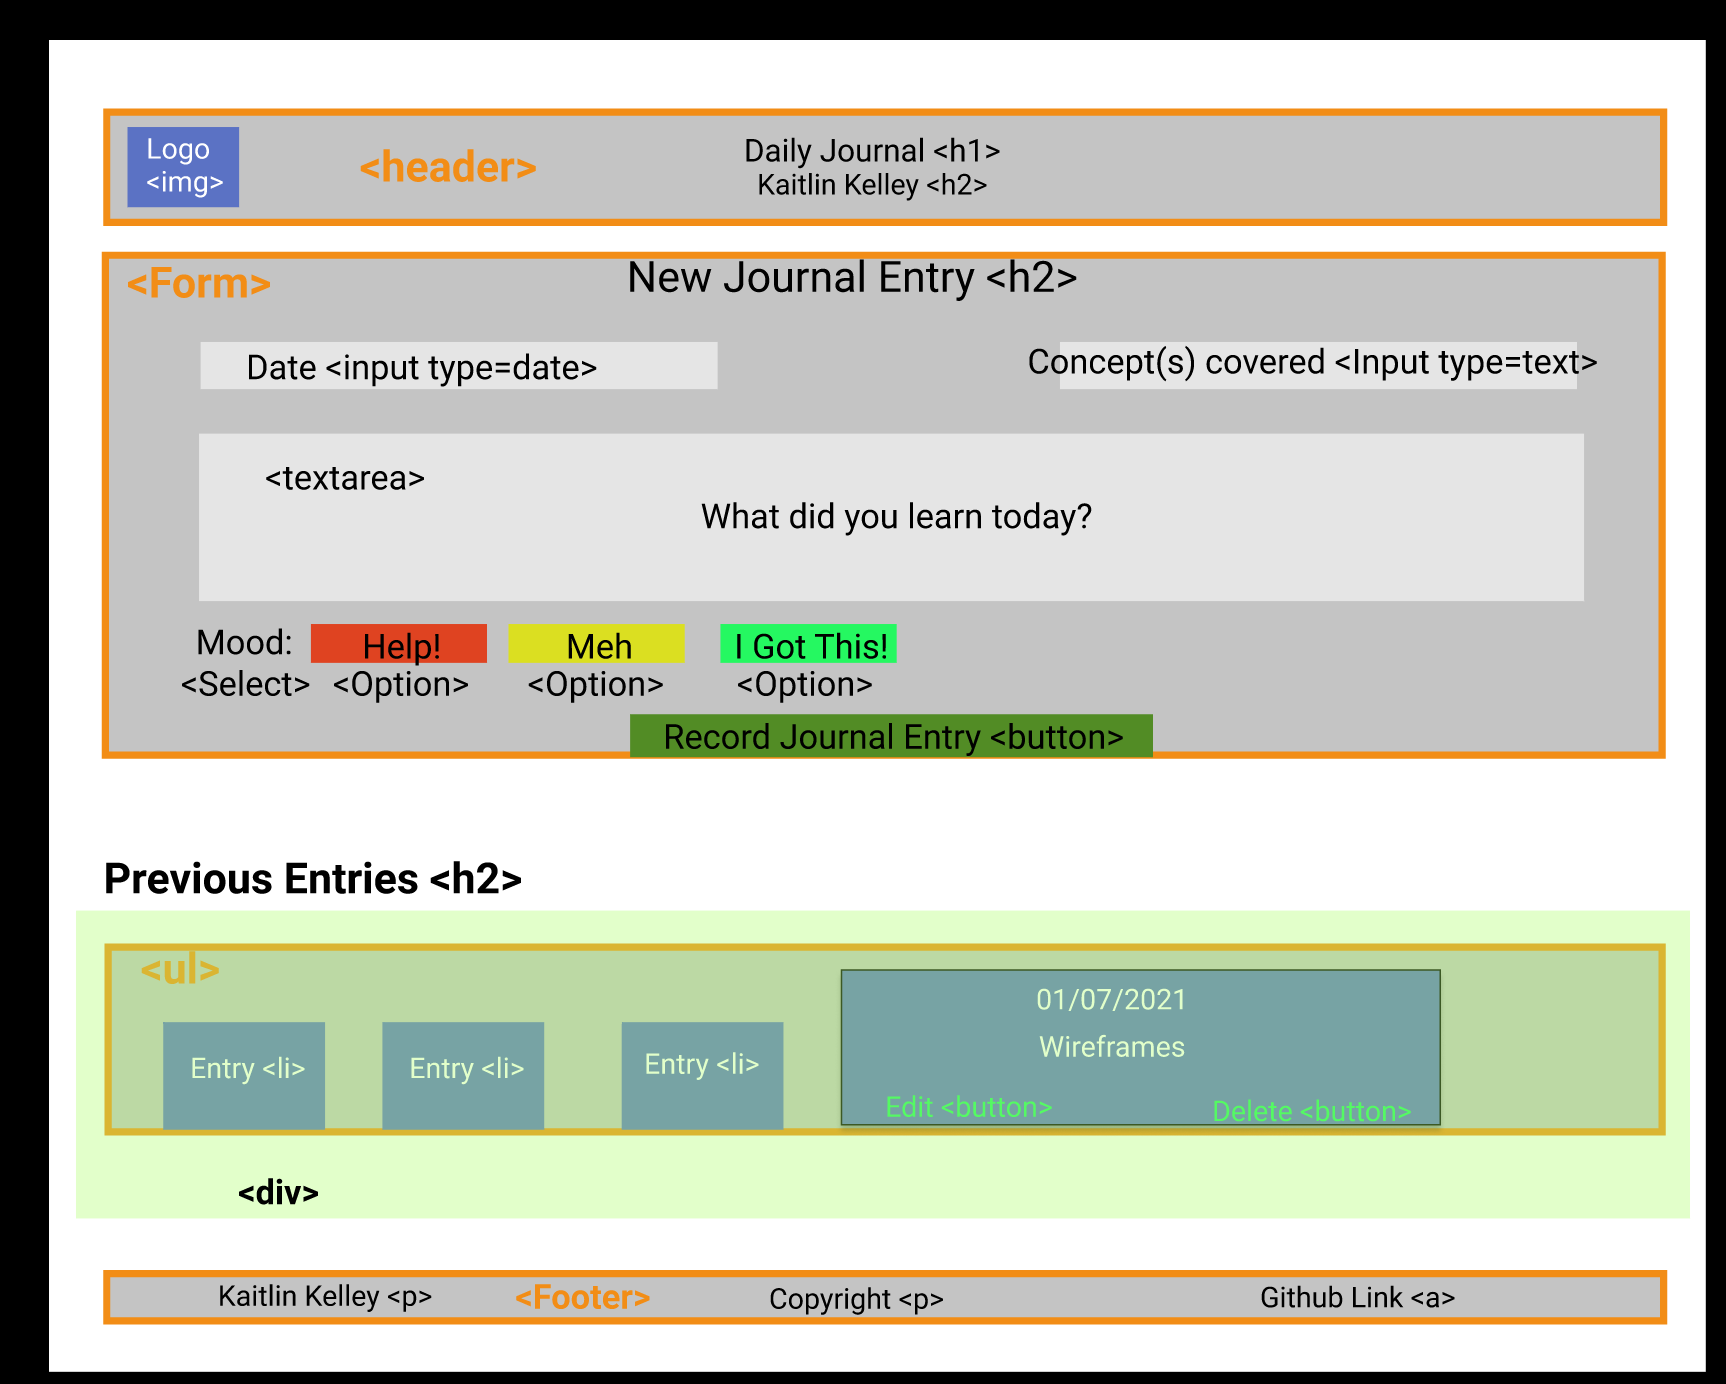 Logo
<img>
<header>
Daily Journal <h1>
Kaitlin Kelley <h2>
<Form>
New Journal Entry <h2>
Date <input type=date>
Concept(s) covered <Input type=text>
<textarea>
What did you learn today?
Mood:
Help!
Meh
I Got This!
<Select>
<Option>
<Option>
<Option>
Record Journal Entry <button>
Previous Entries <h2>
<ul>
Entry <li>
Entry <li>
Entry <li>
01/07/2021
Wireframes
Edit <button>
Delete <button>
<div>
Kaitlin Kelley <p>
<Footer>
Copyright <p>
Github Link <a>